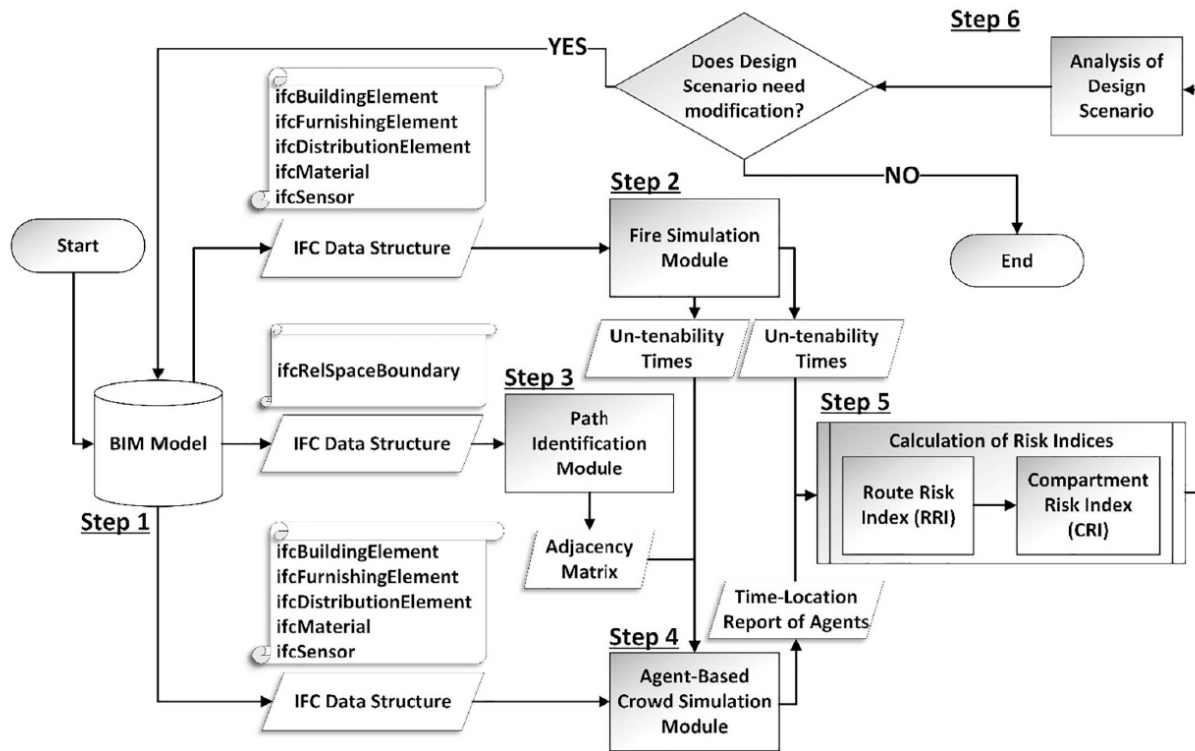 Step 6
YES
Does Design
Scenario need
modification?
Analysis of
Design
Scenario
NO
End
ifcBuildingElement
ifcFurnishingElement
ifcDistributionElement
ifcMaterial
ifcSensor
Step 2
Start
IFC Data Structure
Fire Simulation
Module
Un-tenability
Times
Un-tenability
Times
ifcRelSpaceBoundary
Step 3
BIM Model
IFC Data Structure
Path
Identification
Module
Step 5
Calculation of Risk Indices
Route Risk
Index (RRI)
Compartment
Risk Index
(CRI)
Step 1
ifcBuildingElement
ifcFurnishingElement
ifcDistributionElement
ifcMaterial
ifcSensor
Adjacency
Matrix
Time-Location
Report of Agents
Step 4
IFC Data Structure
Agent-Based
Crowd Simulation
Module